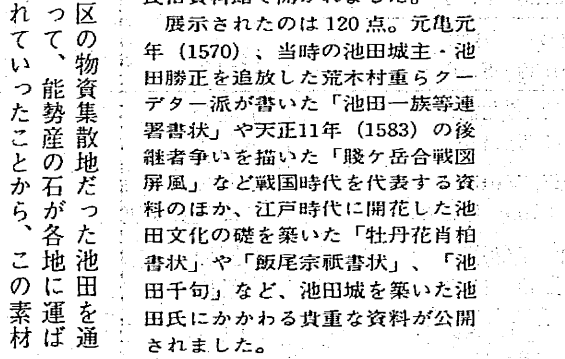 区の物資集散地だった池田を通
って、能勢産の石が各地に運ば
れていったことから、この素材
展示されたのは120点。元亀元
年（1570）、当時の池田城主・池
田勝正を追放した荒木村重らクー
デター派が書いた「池田一族等連
署書状」や天正11年（1583）の後
継者争いを描いた「賤ケ岳合戦図
屏風」など戦国時代を代表する資
料のほか、江戸時代に開花した池
田文化の礎を築いた「牡丹花肖柏
書状」や「飯尾宗祇書状」、「池
田千句」など、池田城を築いた池
田氏にかかわる貴重な資料が公開
されました。